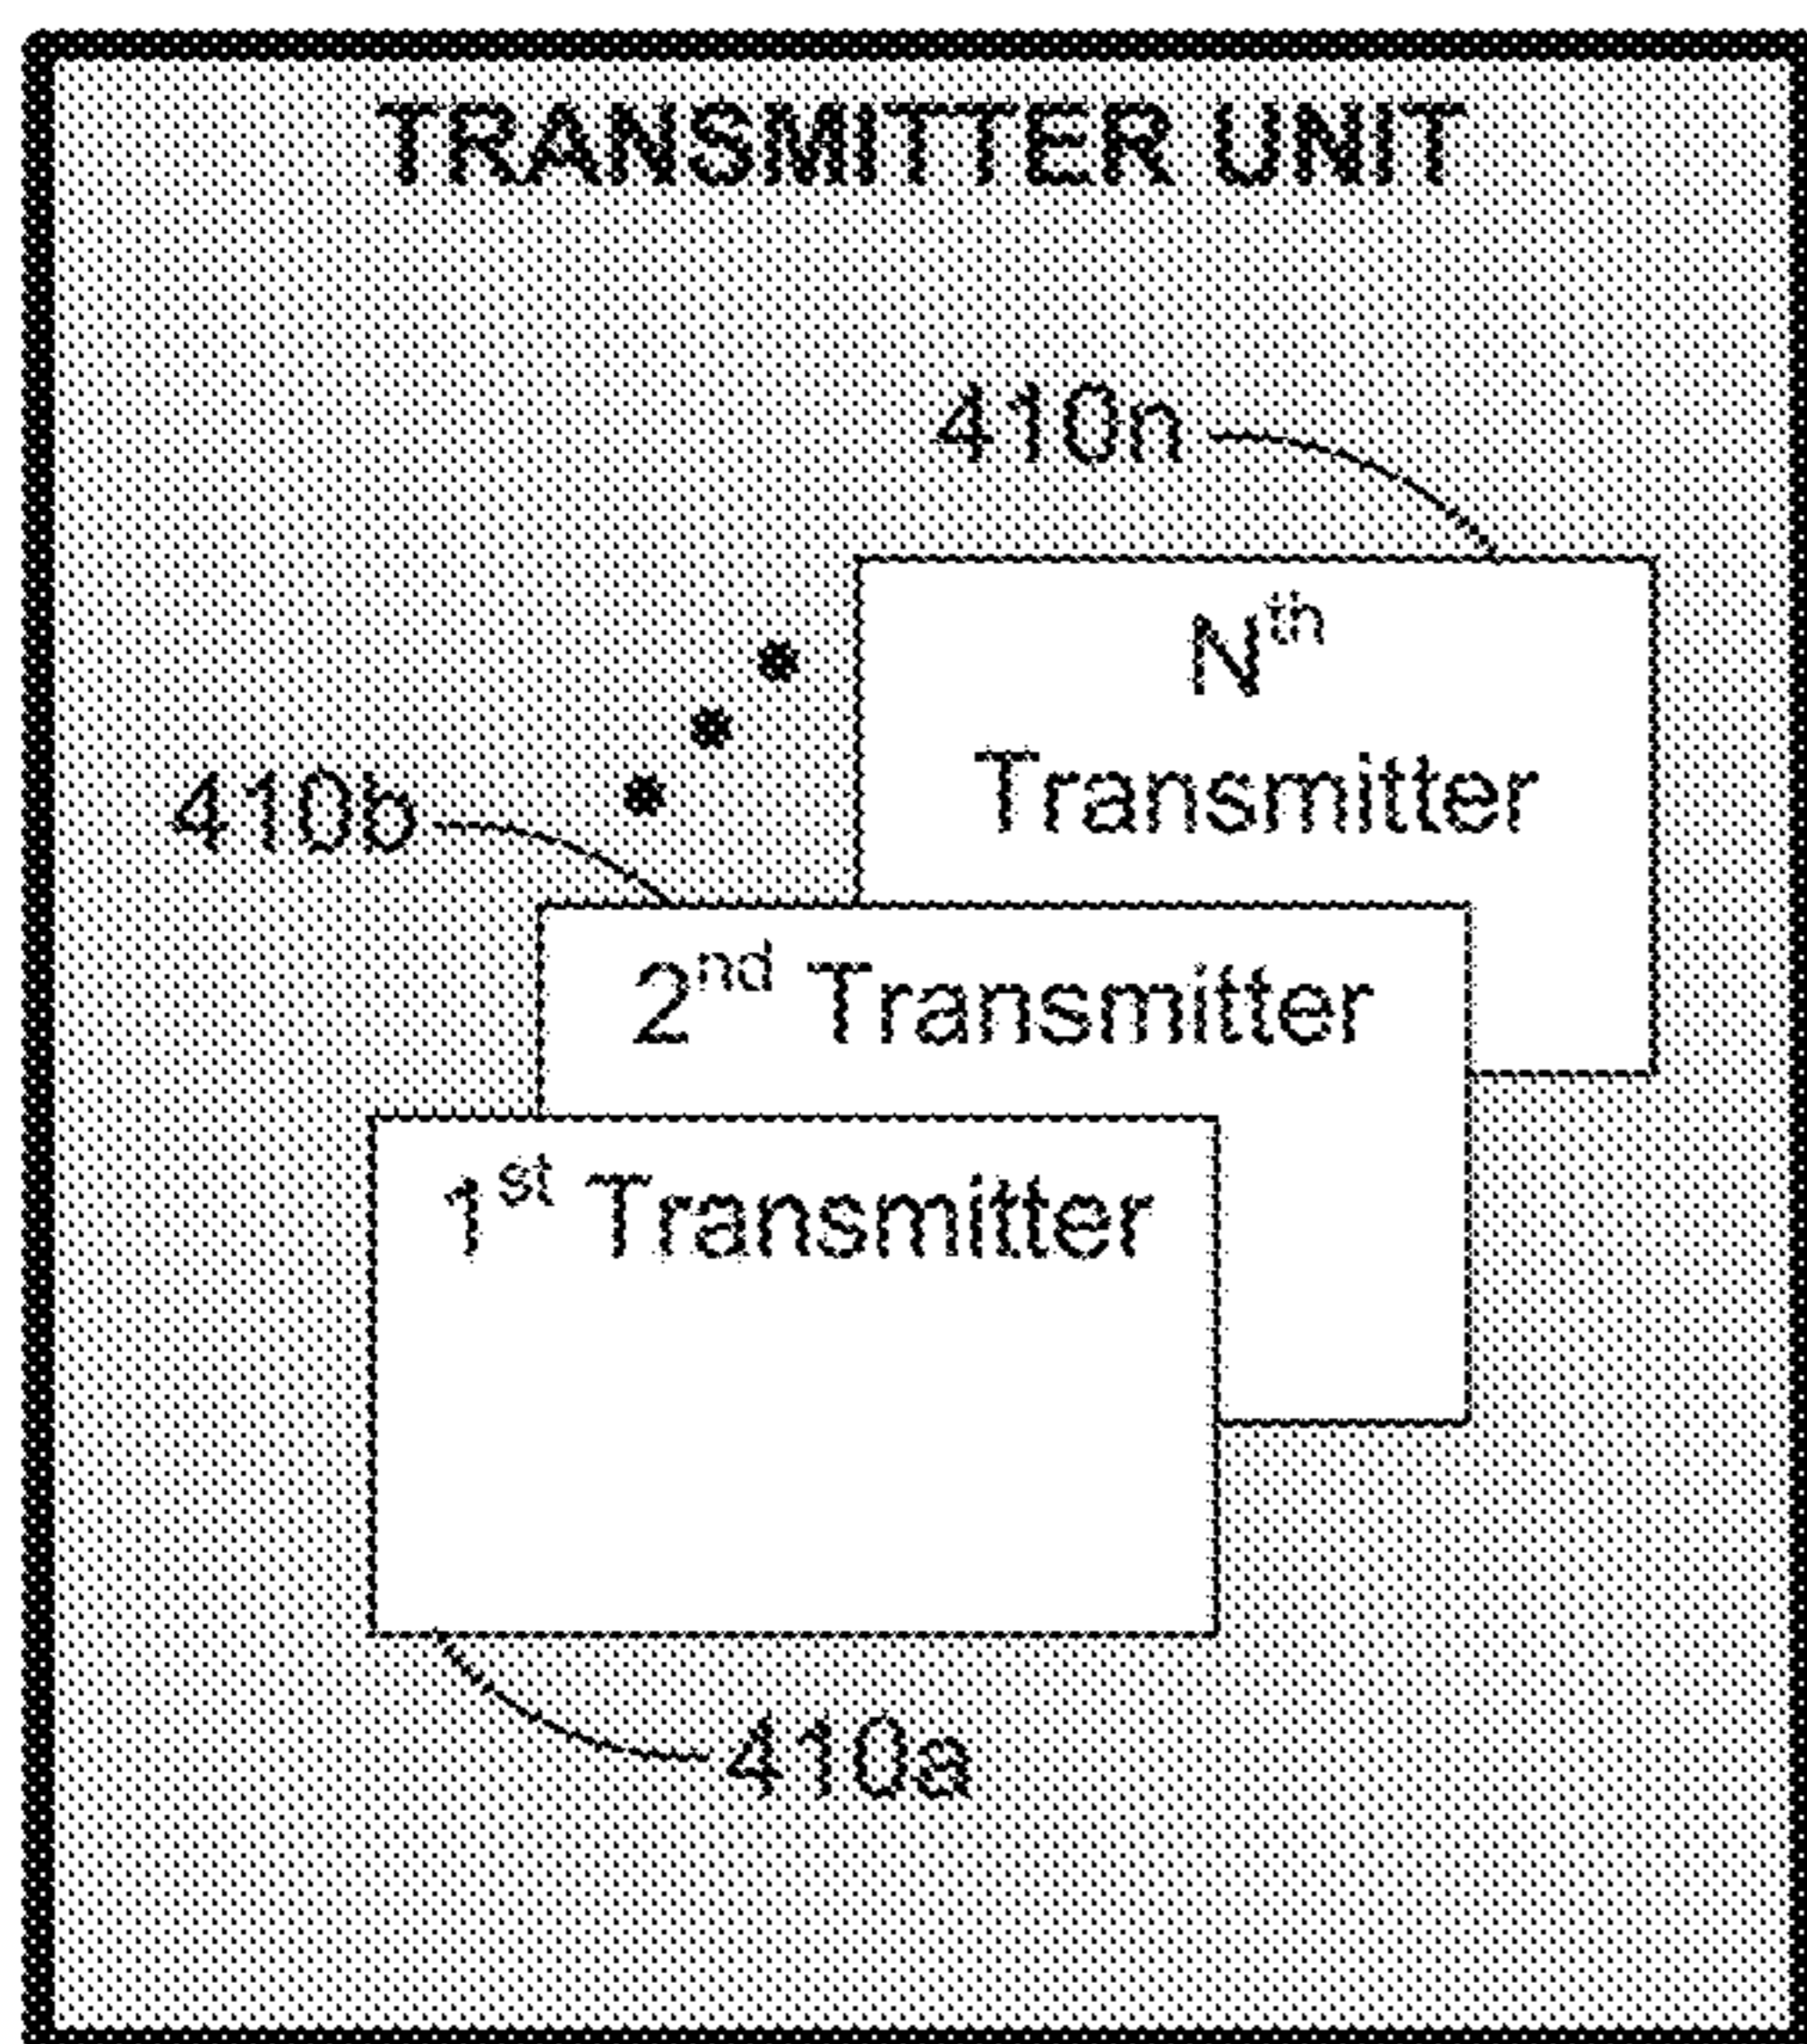 TRANSMITTER UNIT
410n
Nth
Transmitter
410b
2nd Transmitter
1st Transmitter
410a